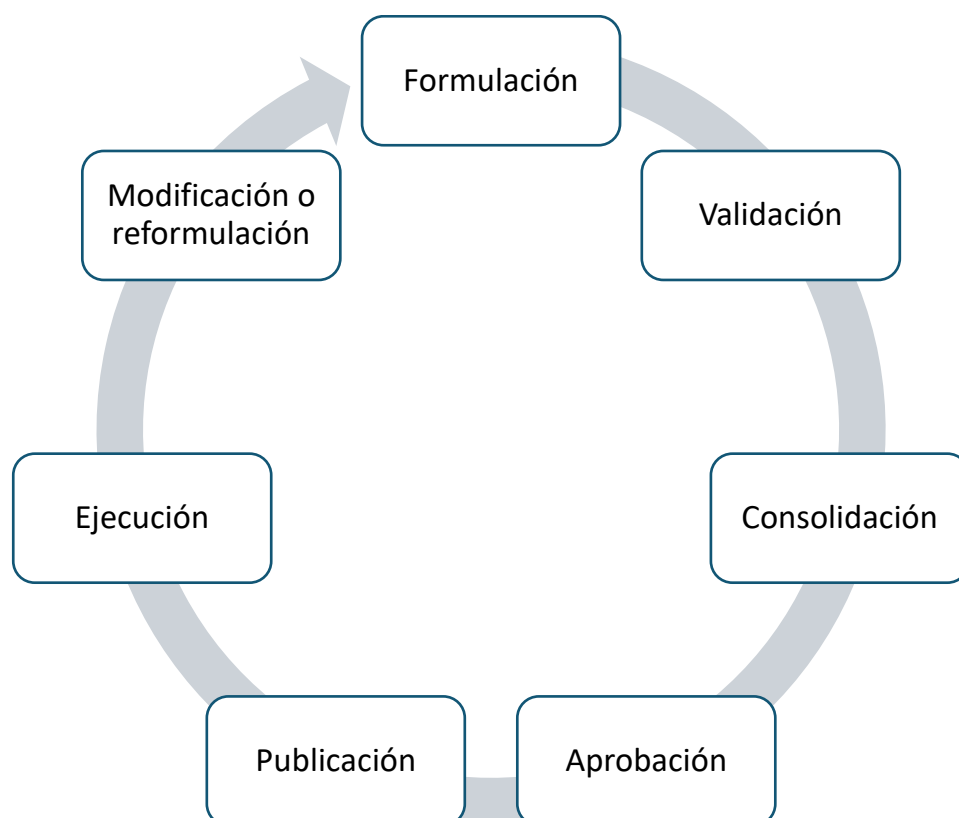 Formulación
Validación
Consolidación
Aprobación
Publicación
Ejecución
Modificación o
reformulación